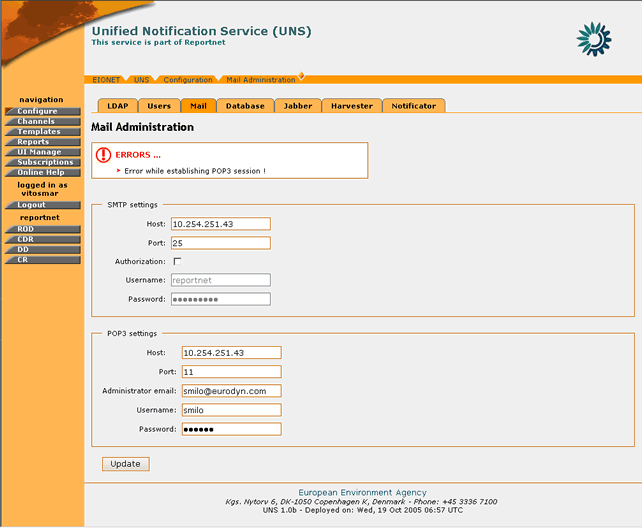 Unified Notification Service (UNS)
This service is part of Reportnet
EIONET UNS Configuration Mail Administration
navigation
Configure
Channels
Templates
Reports
UI Manage
Subscriptions
Online Help
logged in as
vitosmar
Logout
reportnet
ROD
CDR
DD
CR
LDAP Users Mail Database Jabber Harvester Notificator
Mail Administration
ERRORS ...
Error while establishing POP3 session !
SMTP settings
Host: 10.254.251.43
Port: 25
Authorization:
Username: reportnet
Password: ●●●●●●●●●
POP3 settings
Host: 10.254.251.43
Port: 11
Administrator email: smilo@eurodyn.com
Username: smilo
Password: ●●●●●●
Update
European Environment Agency
Kgs. Nytorv 6, DK-1050 Copenhagen K, Denmark - Phone: +45 3336 7100
UNS 1.0b - Deployed on: Wed, 19 Oct 2005 06:57 UTC